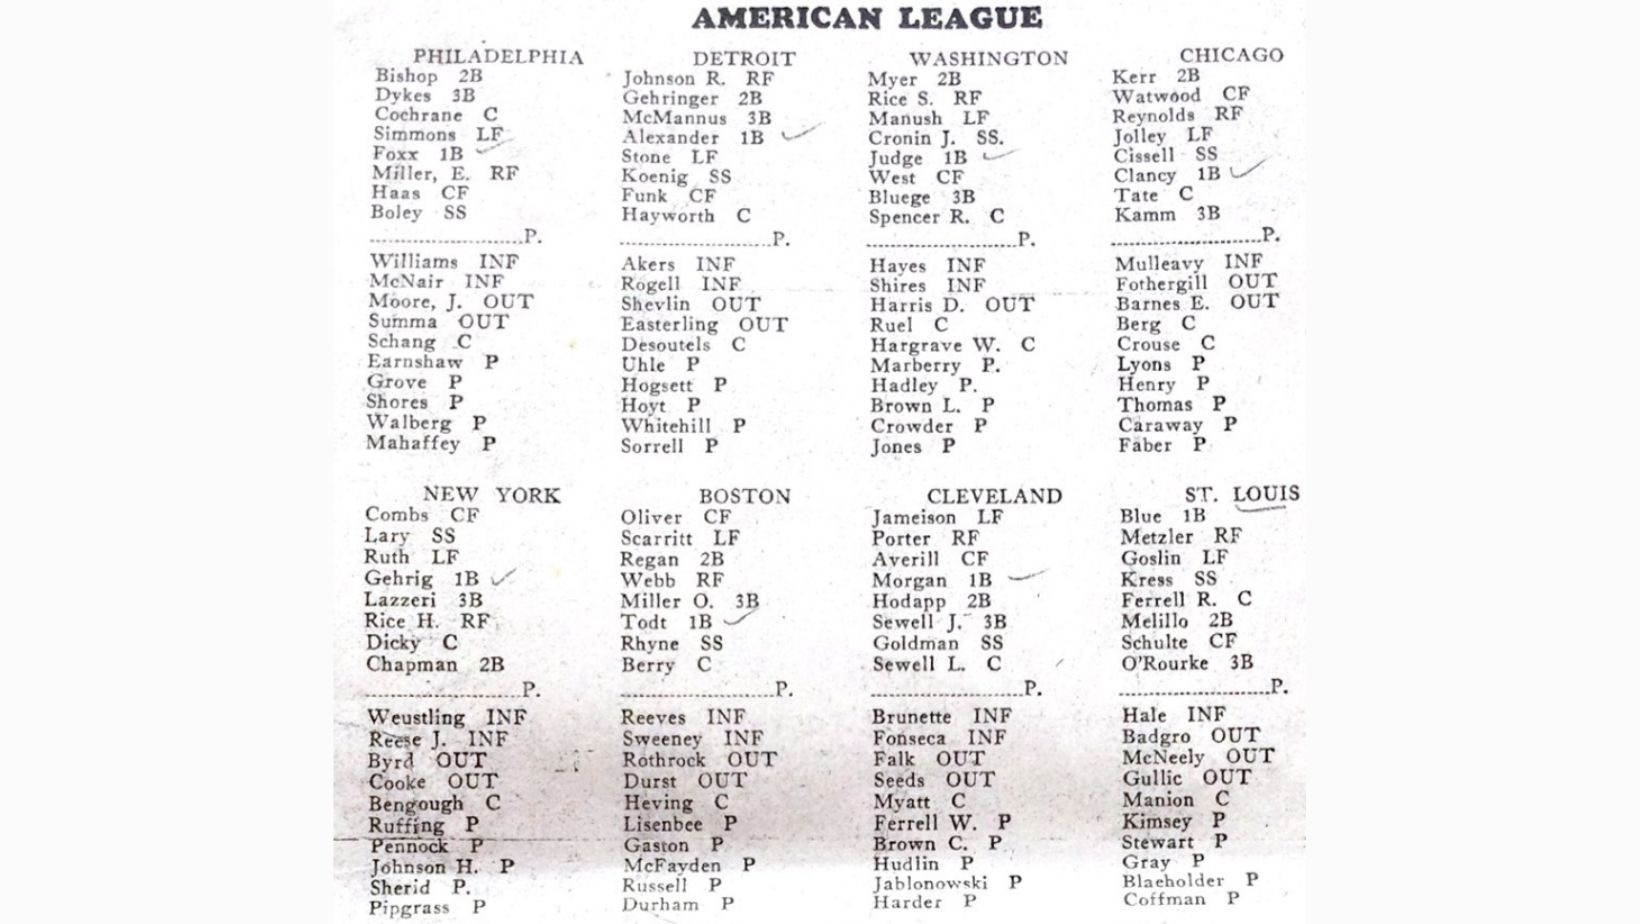 AMERICAN LEAGUE
PHILADELPHIA
Bishop 2B
Dykes 3B
Cochrane C
Simmons LF
Foxx 1B
Miller, E. RF
Haas CF
Boley SS
........................P.
Williams INF
McNair INF
Moore, J. OUT
Summa OUT
Schang C
Earnshaw P
Grove P
Shores P
Walberg P
Mahaffey P
DETROIT
Johnson R. RF
Gehringer 2B
McMannus 3B
Alexander 1B
Stone LF
Koenig SS
Funk CF
Hayworth C
........................P.
Akers INF
Rogell INF
Shevlin OUT
Easterling OUT
Desoutels C
Uhle P
Hogsett P
Hoyt P
Whitehill P
Sorrell P
WASHINGTON
Myer 2B
Rice S. RF
Manush LF
Cronin J. SS.
Judge 1B
West CF
Bluege 3B
Spencer R. C
........................P.
Hayes INF
Shires INF
Harris D. OUT
Ruel C
Hargrave W. C
Marberry P.
Hadley P.
Brown L. P
Crowder P
Jones P
CHICAGO
Kerr 2B
Watwood CF
Reynolds RF
Jolley LF
Cissell SS
Clancy 1B
Tate C
Kamm 3B
........................P.
Mulleavy INF
Fothergill OUT
Barnes E. OUT
Berg C
Crouse C
Lyons P
Henry P
Thomas P
Caraway P
Faber P
NEW YORK
Combs CF
Lary SS
Ruth LF
Gehrig 1B
Lazzeri 3B
Rice H. RF
Dicky C
Chapman 2B
........................P.
Weustling INF
Reese J. INF
Byrd OUT
Cooke OUT
Bengough C
Ruffing P
Pennock P
Johnson H. P
Sherid P.
Pipgrass P
BOSTON
Oliver CF
Scarritt LF
Regan 2B
Webb RF
Miller O. 3B
Todt 1B
Rhyne SS
Berry C
........................P.
Reeves INF
Sweeney INF
Rothrock OUT
Durst OUT
Heving C
Lisenbee P
Gaston P
McFayden P
Russell P
Durham P
CLEVELAND
Jameison LF
Porter RF
Averill CF
Morgan 1B
Hodapp 2B
Sewell J. 3B
Goldman SS
Sewell L. C
........................P.
Brunette INF
Fonseca INF
Falk OUT
Seeds OUT
Myatt C
Ferrell W. P
Brown C. P
Hudlin P
Jablonowski P
Harder P
ST. LOUIS
Blue 1B
Metzler RF
Goslin LF
Kress SS
Ferrell R. C
Melillo 2B
Schulte CF
O'Rourke 3B
........................P.
Hale INF
Badgro OUT
McNeely OUT
Gullic OUT
Manion C
Kimsey P
Stewart P
Gray P
Blaeholder P
Coffman P